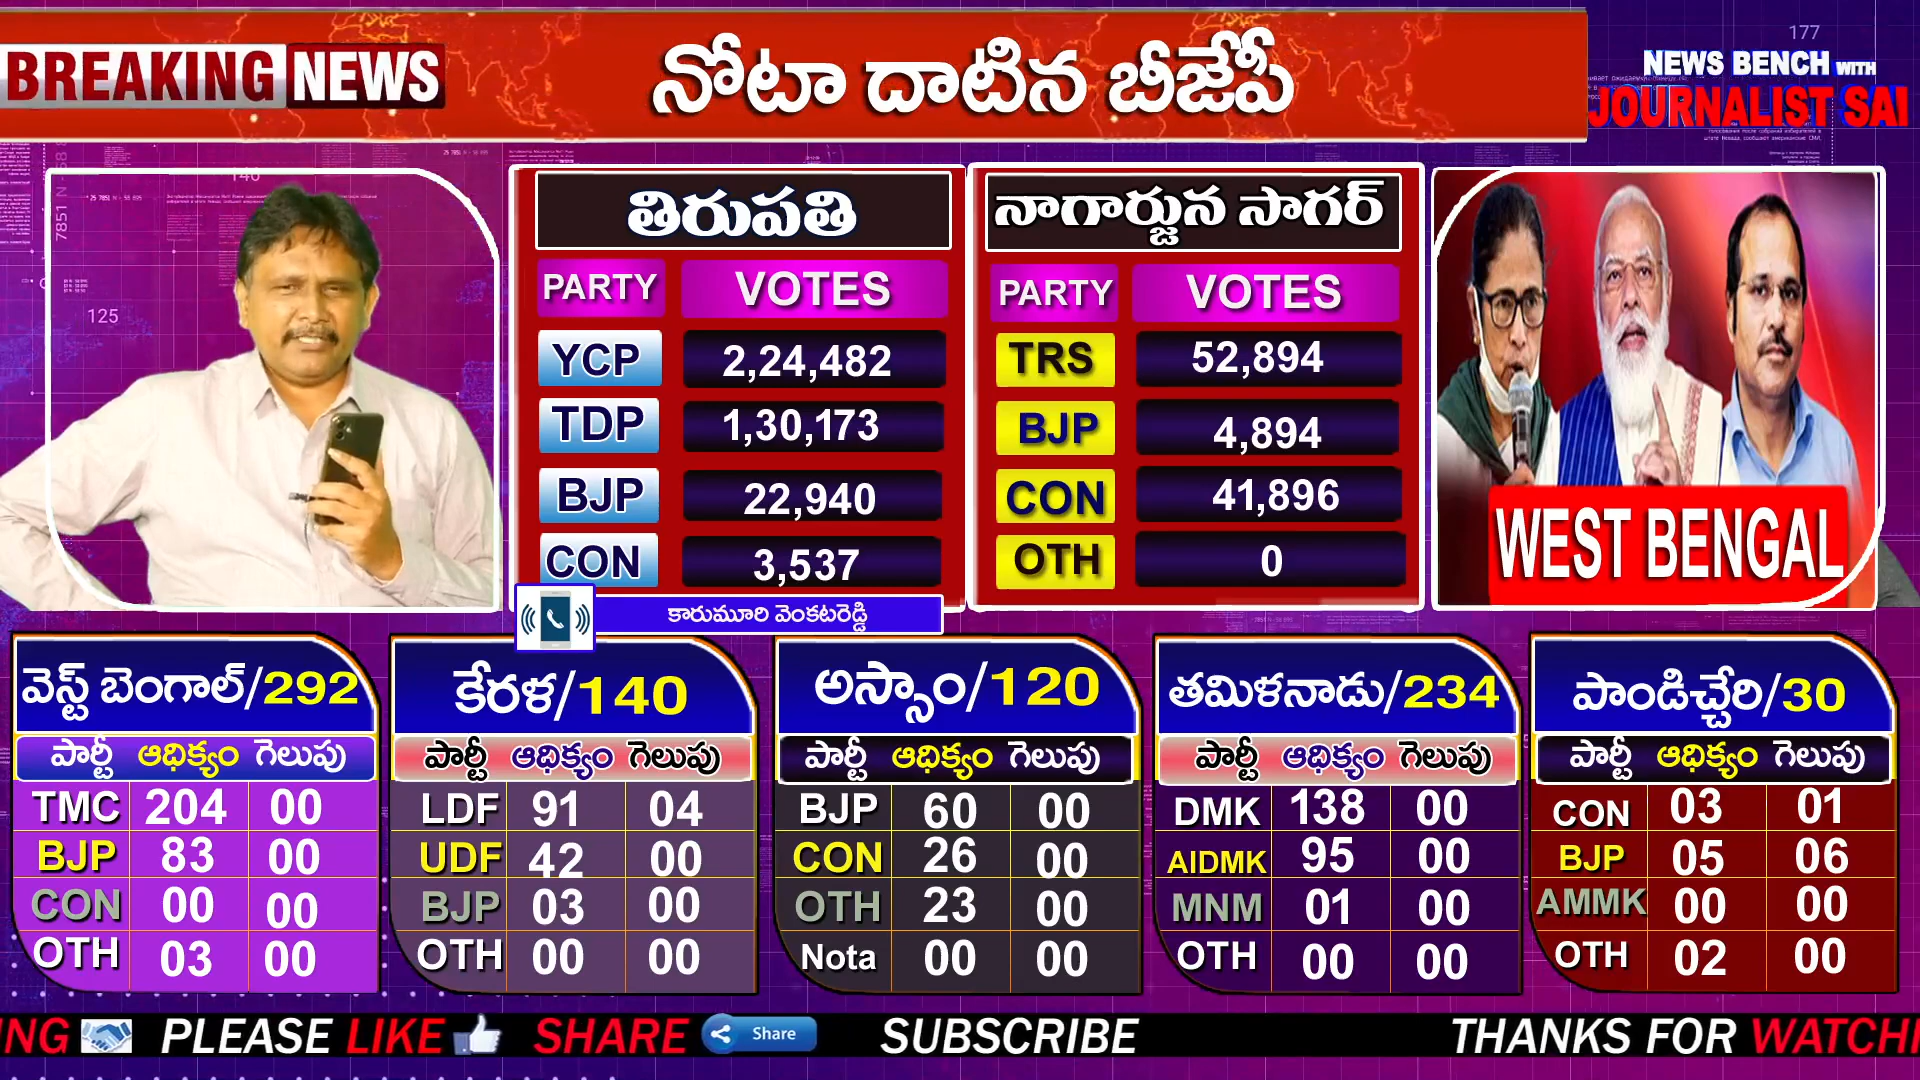 BREAKING NEWS
నోటా దాటిన బీజేపీ
177
NEWS BENCH WITH
JOURNALIST SAI
125
తిరుపతి
PARTY VOTES
YCP 2,24,482
TDP 1,30,173
BJP 22,940
CON 3,537
కారుమూరి వెంకటరెడ్డి
నాగార్జున సాగర్
PARTY VOTES
TRS 52,894
BJP 4,894
CON 41,896
OTH 0
WEST BENGAL
వెస్ట్ బెంగాల్/292
పార్టీ ఆధిక్యం గెలుపు
TMC 204 00
BJP 83 00
CON 00 00
OTH 03 00
కేరళ/140
పార్టీ ఆధిక్యం గెలుపు
LDF 91 04
UDF 42 00
BJP 03 00
OTH 00 00
అస్సాం/120
పార్టీ ఆధిక్యం గెలుపు
BJP 60 00
CON 26 00
OTH 23 00
Nota 00 00
తమిళనాడు/234
పార్టీ ఆధిక్యం గెలుపు
DMK 138 00
AIDMK 95 00
MNM 01 00
OTH 00 00
పాండిచ్చేరి/30
పార్టీ ఆధిక్యం గెలుపు
CON 03 01
BJP 05 06
AMMK 00 00
OTH 02 00
NG PLEASE LIKE SHARE Share SUBSCRIBE THANKS FOR WATCHI